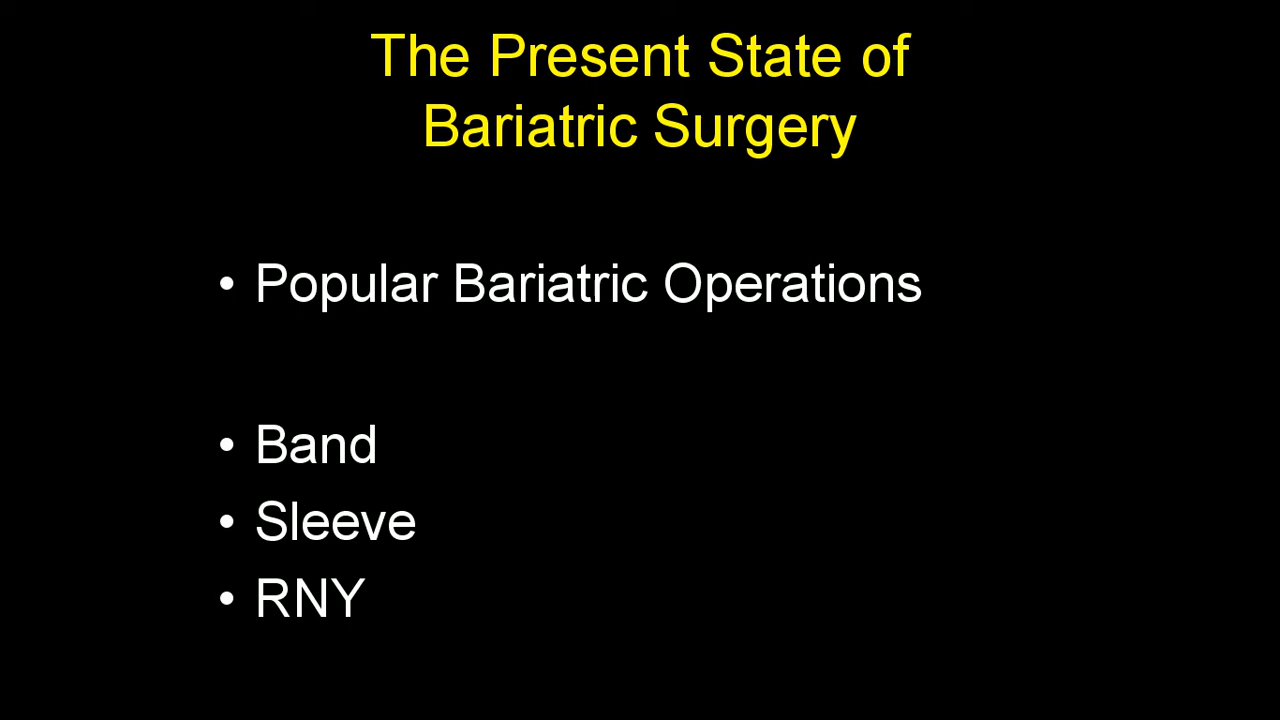 The Present State of
Bariatric Surgery
• Popular Bariatric Operations
• Band
• Sleeve
• RNY